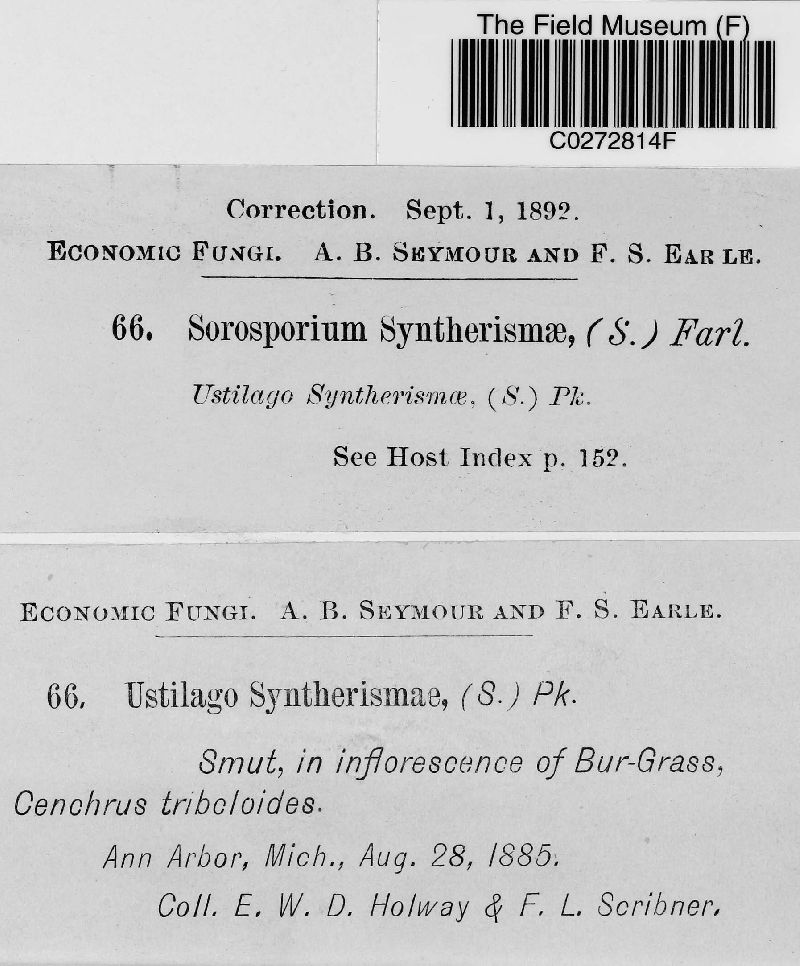 The Field Museum (F)
C0272814F
Correction. Sept. 1, 1892.
ECONOMIC FUNGI. A. B. SEYMOUR AND F. S. EARLE.
66. Sorosporium Syntherismæ, (S.) Farl.
Ustilago Syntherismæ, (S.) Pk.
See Host Index p. 152.
ECONOMIC FUNGI. A. B. SEYMOUR AND F. S. EARLE.
66. Ustilago Syntherismae, (S.) Pk.
Smut, in inflorescence of Bur-Grass,
Cenchrus tribuloides.
Ann Arbor, Mich., Aug. 28, 1885.
Coll. E. W. D. Holway & F. L. Scribner.